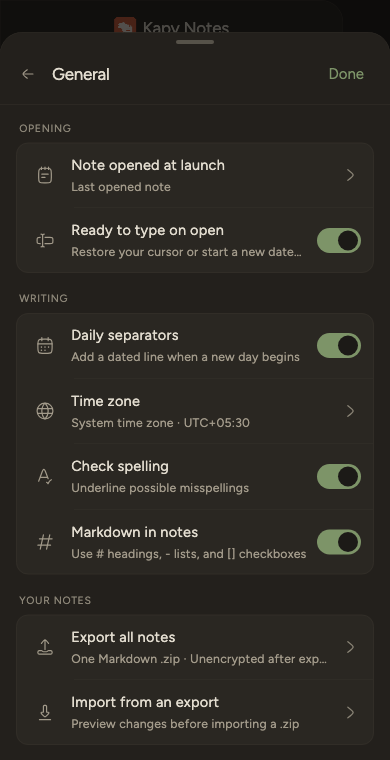 Kapy Notes
General
Done
OPENING
Note opened at launch
Last opened note
Ready to type on open
Restore your cursor or start a new date...
WRITING
Daily separators
Add a dated line when a new day begins
Time zone
System time zone · UTC+05:30
Check spelling
Underline possible misspellings
Markdown in notes
Use # headings, - lists, and [] checkboxes
YOUR NOTES
Export all notes
One Markdown .zip · Unencrypted after exp...
Import from an export
Preview changes before importing a .zip